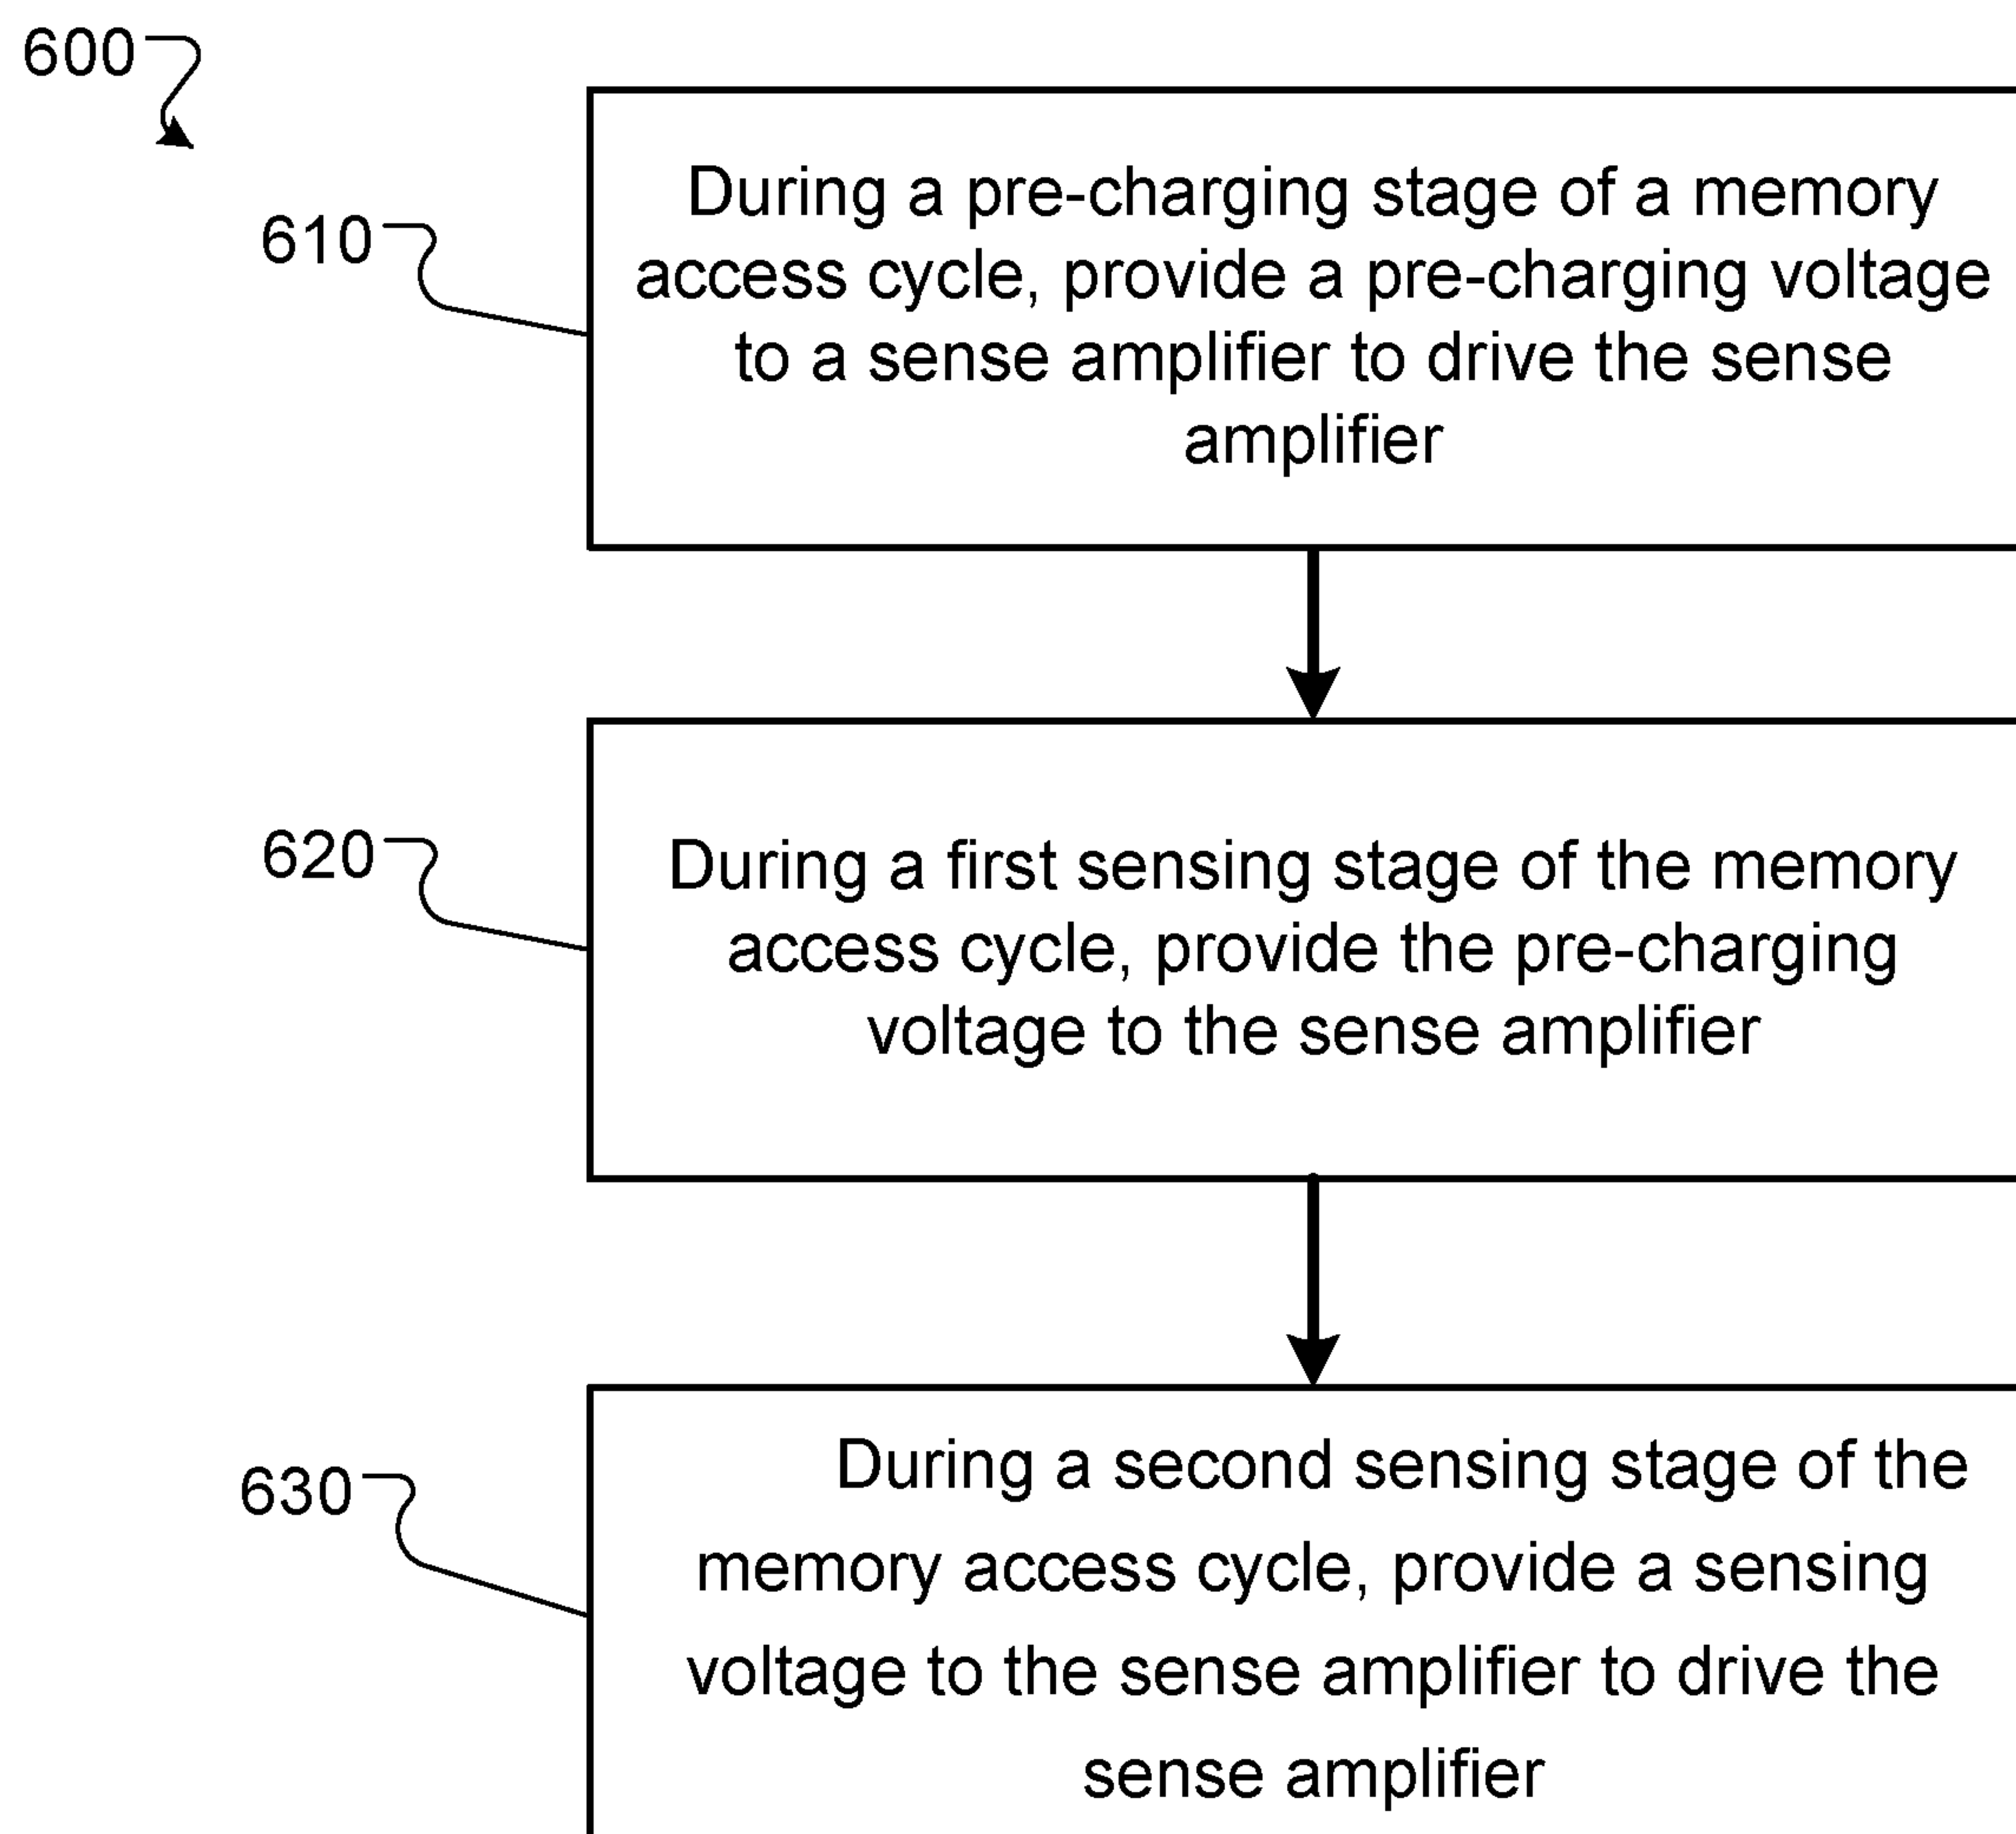 600
610
During a pre-charging stage of a memory
access cycle, provide a pre-charging voltage
to a sense amplifier to drive the sense
amplifier
620
During a first sensing stage of the memory
access cycle, provide the pre-charging
voltage to the sense amplifier
630
During a second sensing stage of the
memory access cycle, provide a sensing
voltage to the sense amplifier to drive the
sense amplifier